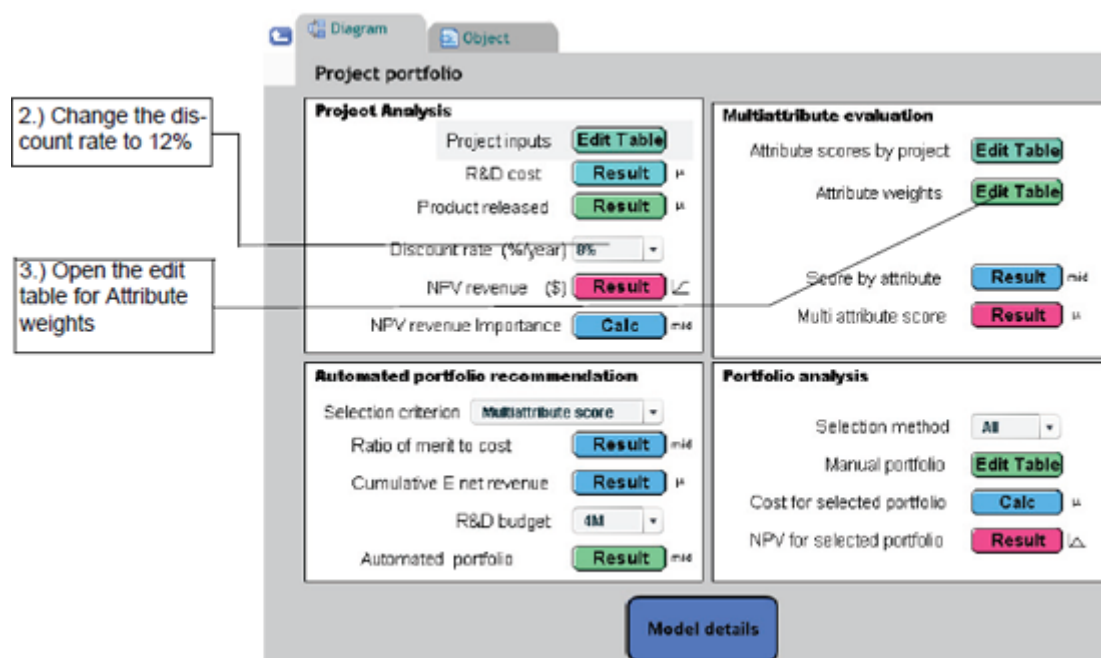 Diagram
Object
Project portfolio
2.) Change the dis-
count rate to 12%
3.) Open the edit
table for Attribute
weights
Project Analysis
Project inputs Edit Table
R&D cost Result μ
Product released Result μ
Discount rate (%/year) 8%
NPV revenue ($) Result
NPV revenue Importance Calc mid
Multiattribute evaluation
Attribute scores by project Edit Table
Attribute weights Edit Table
Score by attribute Result mid
Multi attribute score Result μ
Automated portfolio recommendation
Selection criterion Multiattribute score
Ratio of merit to cost Result mid
Cumulative E net revenue Result μ
R&D budget 4M
Automated portfolio Result mid
Portfolio analysis
Selection method All
Manual portfolio Edit Table
Cost for selected portfolio Calc μ
NPV for selected portfolio Result
Model details